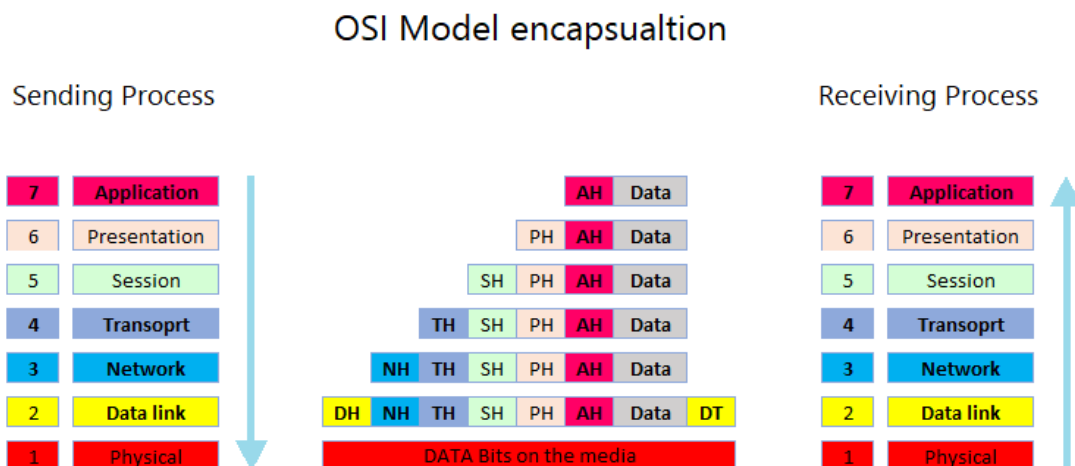 OSI Model encapsualtion
Sending Process
Receiving Process
7 Application AH Data 7 Application
6 Presentation PH AH Data 6 Presentation
5 Session SH PH AH Data 5 Session
4 Transoprt TH SH PH AH Data 4 Transoprt
3 Network NH TH SH PH AH Data 3 Network
2 Data link DH NH TH SH PH AH Data DT 2 Data link
1 Physical DATA Bits on the media 1 Physical